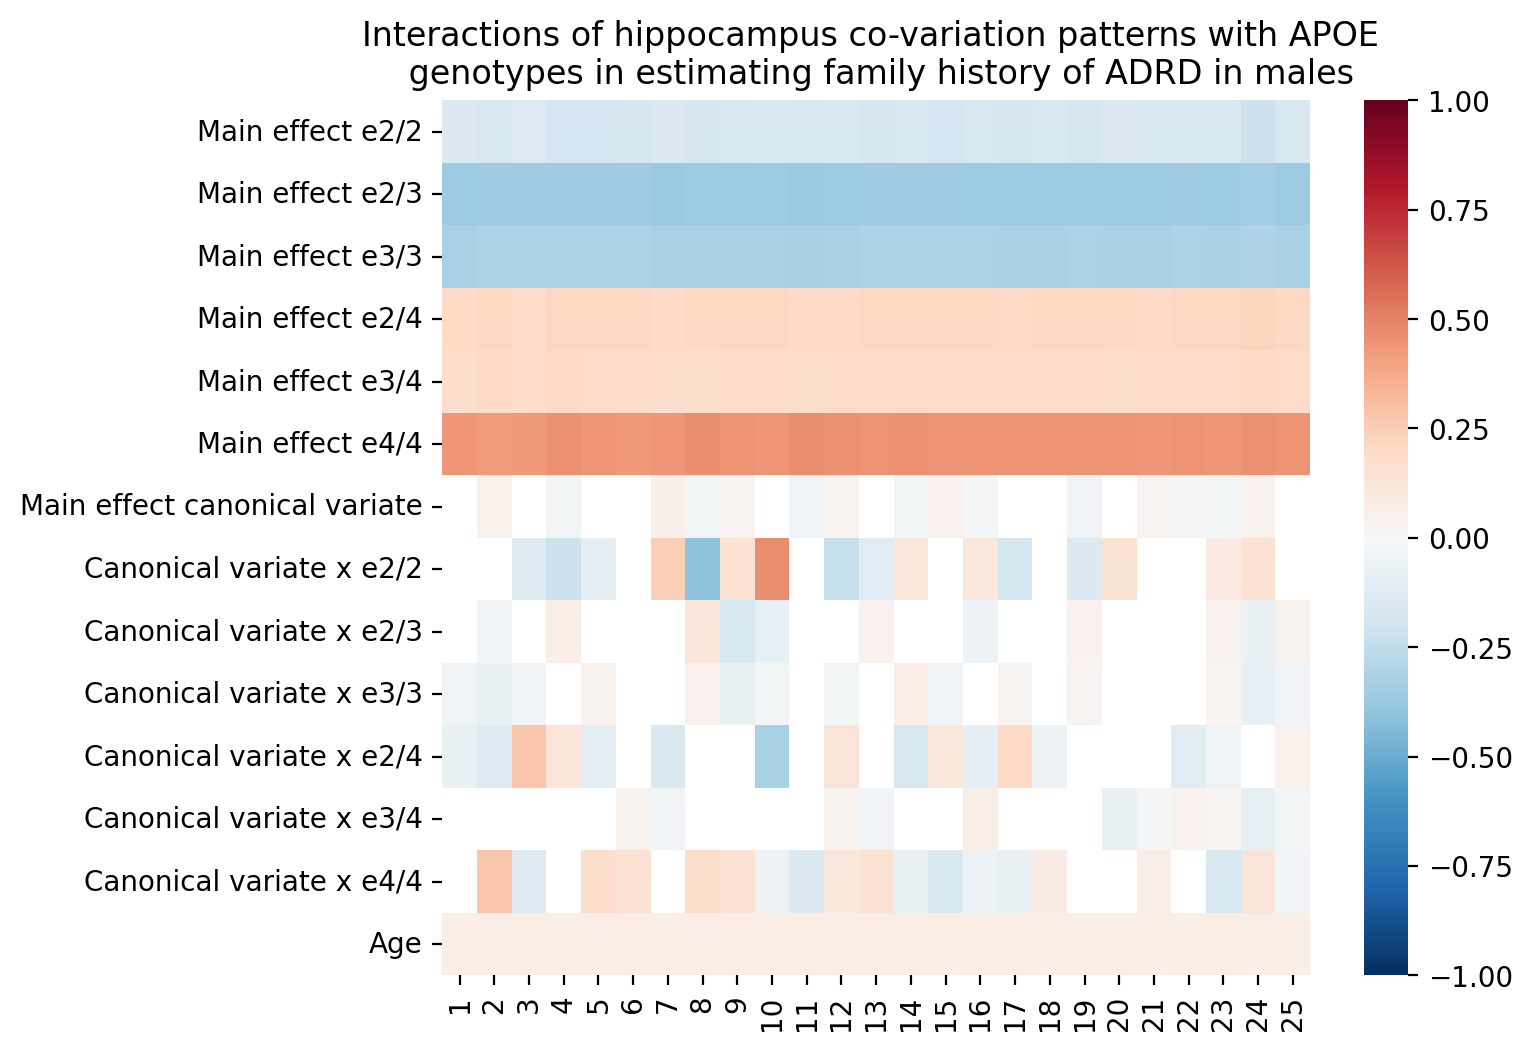 Interactions of hippocampus co-variation patterns with APOE
genotypes in estimating family history of ADRD in males
Main effect e2/2
Main effect e2/3
Main effect e3/3
Main effect e2/4
Main effect e3/4
Main effect e4/4
Main effect canonical variate
Canonical variate x e2/2
Canonical variate x e2/3
Canonical variate x e3/3
Canonical variate x e2/4
Canonical variate x e3/4
Canonical variate x e4/4
Age
1 2 3 4 5 6 7 8 9 10 11 12 13 14 15 16 17 18 19 20 21 22 23 24 25
1.00
0.75
0.50
0.25
0.00
−0.25
−0.50
−0.75
−1.00